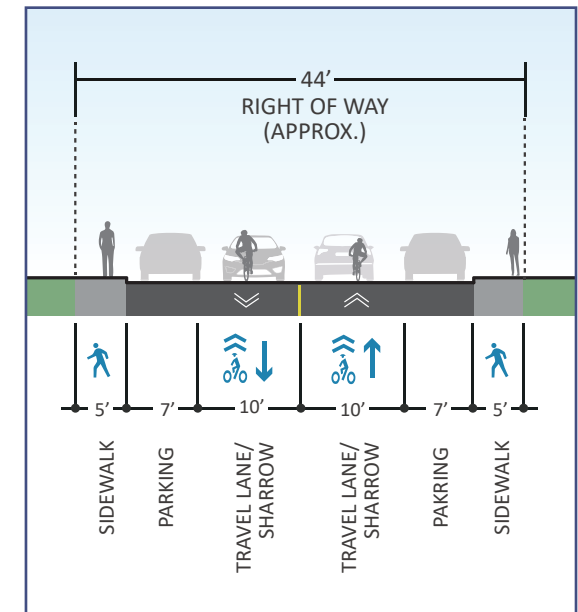 44’
RIGHT OF WAY
(APPROX.)
5’ 7’ 10’ 10’ 7’ 5’
SIDEWALK
PARKING
TRAVEL LANE/
SHARROW
TRAVEL LANE/
SHARROW
PAKRING
SIDEWALK